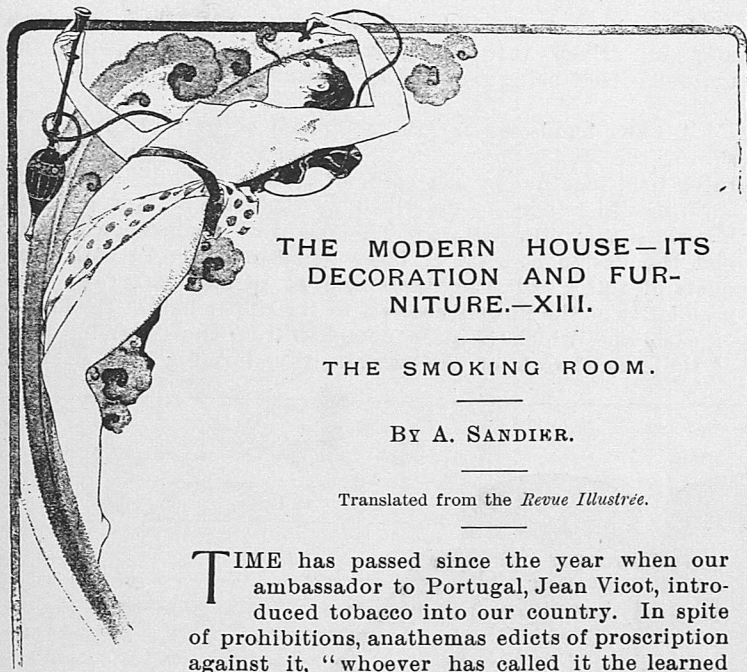 THE MODERN HOUSE—ITS
DECORATION AND FUR-
NITURE.—XIII.
THE SMOKING ROOM.
BY A. SANDIER.
Translated from the Revue Illustrée.
TIME has passed since the year when our
ambassador to Portugal, Jean Vicot, intro-
duced tobacco into our country. In spite
of prohibitions, anathemas edicts of proscription
against it, "whoever has called it the learned